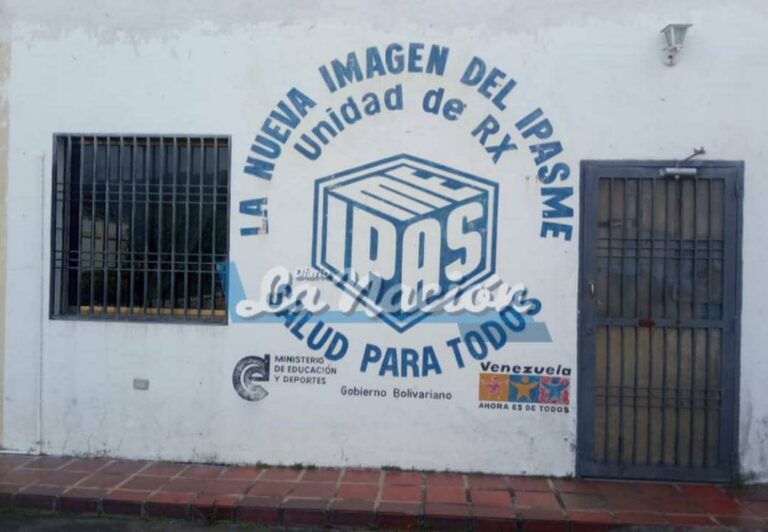 LA NUEVA IMAGEN DEL IPASME
Unidad de RX
IPAS
ME
Diario
La Nación
SALUD PARA TODOS
MINISTERIO
DE EDUCACIÓN
Y DEPORTES
Gobierno Bolivariano
Venezuela
AHORA ES DE TODOS